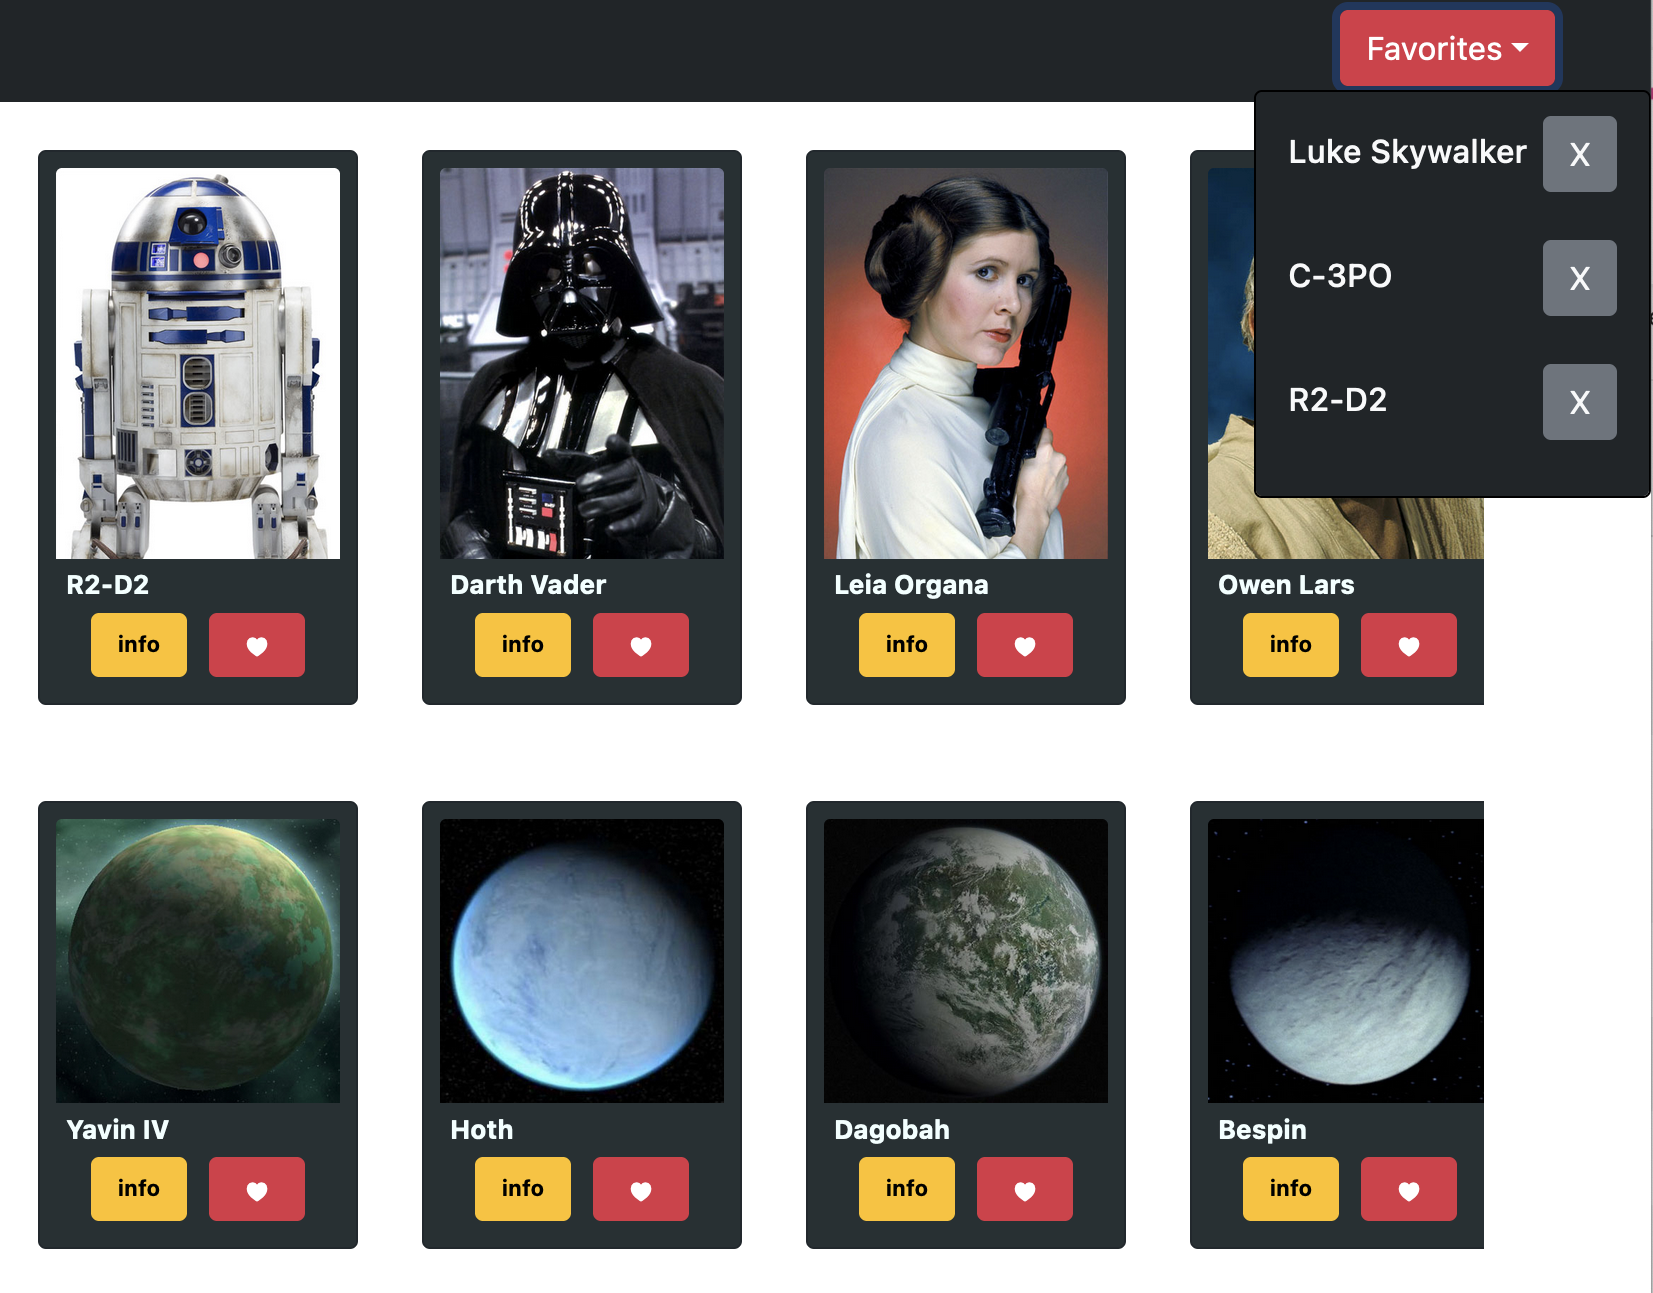 Favorites
Luke Skywalker X
C-3PO X
R2-D2 X
R2-D2
info
Darth Vader
info
Leia Organa
info
Owen Lars
info
Yavin IV
info
Hoth
info
Dagobah
info
Bespin
info